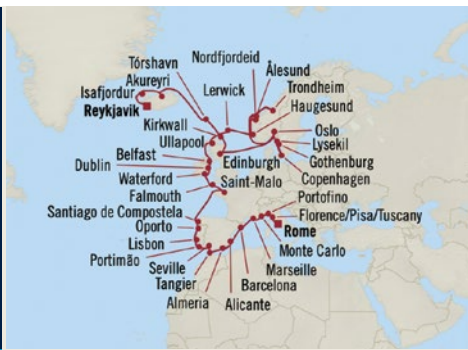 Nordfjordeid
Tórshavn
Ålesund
Akureyri
Trondheim
Isafjordur
Lerwick
Haugesund
Reykjavik
Kirkwall
Oslo
Ullapool
Lysekil
Belfast
Edinburgh
Gothenburg
Dublin
Copenhagen
Waterford
Saint-Malo
Portofino
Falmouth
Florence/Pisa/Tuscany
Santiago de Compostela
Rome
Oporto
Monte Carlo
Lisbon
Marseille
Portimão
Seville
Barcelona
Tangier
Almeria
Alicante